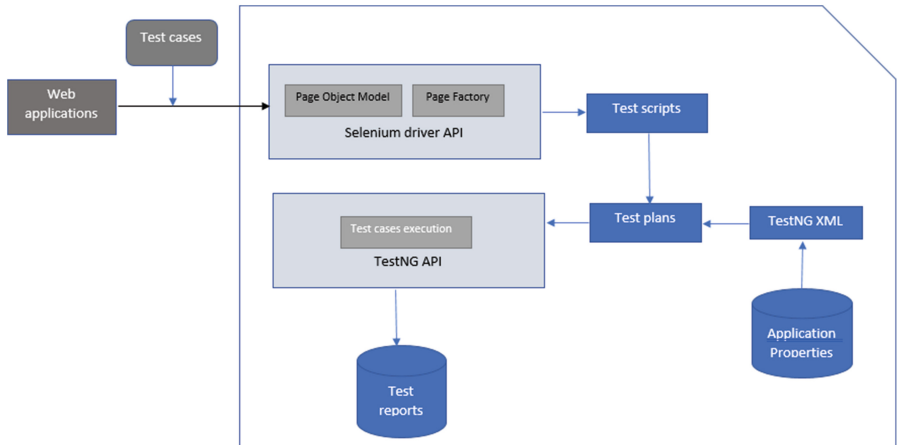 Test cases
Web
applications
Page Object Model
Page Factory
Selenium driver API
Test scripts
Test cases execution
TestNG API
Test plans
TestNG XML
Application
Properties
Test
reports